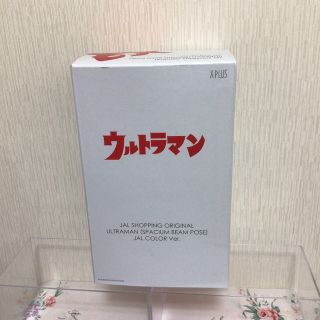 X-PLUS
ウルトラマン
JAL SHOPPING ORIGINAL
ULTRAMAN (SPACIUM BEAM POSE)
JAL COLOR Ver.